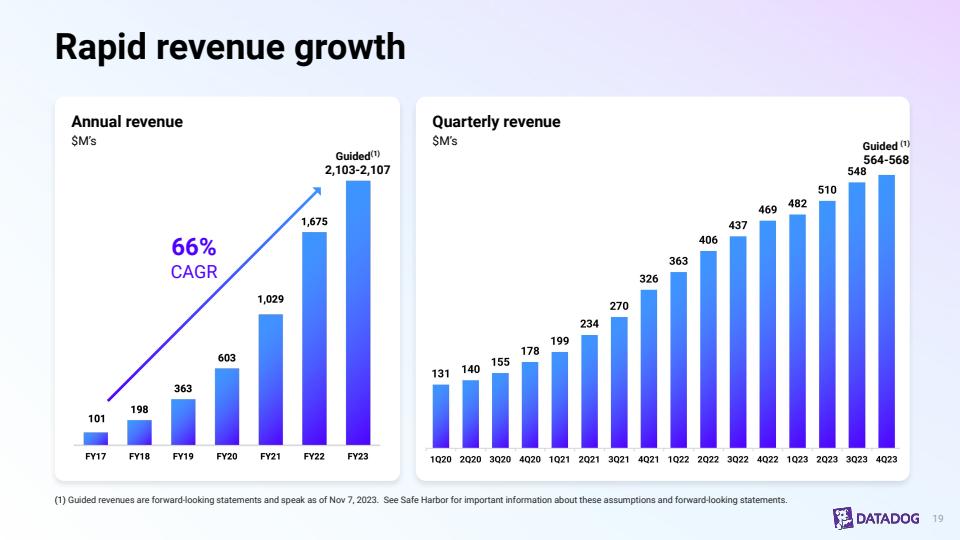 Rapid revenue growth
Annual revenue
$M's
Guided(1)
2,103-2,107
1,675
66%
CAGR
1,029
603
363
198
101
FY17 FY18 FY19 FY20 FY21 FY22 FY23
Quarterly revenue
$M's
Guided (1)
564-568
548
510
482
469
437
406
363
326
270
234
199
178
155
140
131
1Q20 2Q20 3Q20 4Q20 1Q21 2Q21 3Q21 4Q21 1Q22 2Q22 3Q22 4Q22 1Q23 2Q23 3Q23 4Q23
(1) Guided revenues are forward-looking statements and speak as of Nov 7, 2023. See Safe Harbor for important information about these assumptions and forward-looking statements.
DATADOG 19